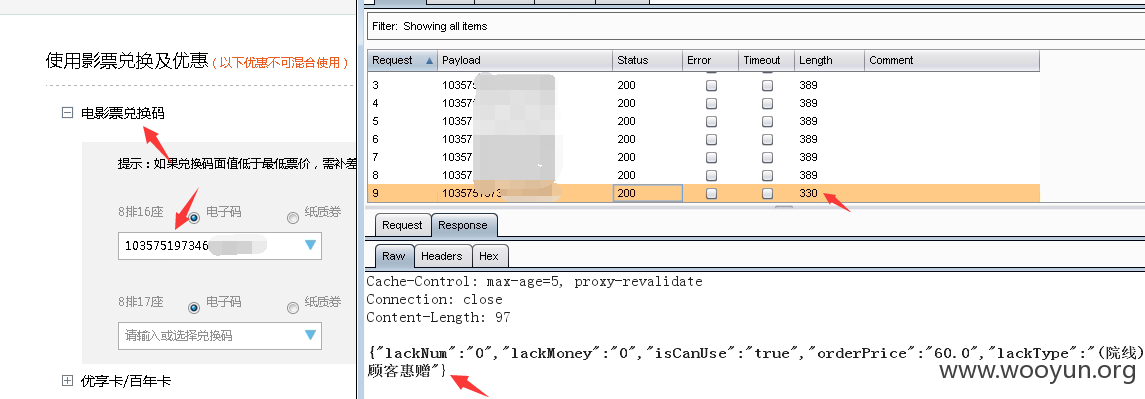 使用影票兑换及优惠（以下优惠不可混合使用）
电影票兑换码
提示：如果兑换码面值低于最低票价，需补差
8排16座 电子码 纸质券
103575197346
8排17座 电子码 纸质券
请输入或选择兑换码
优享卡/百年卡
Filter: Showing all items
Request Payload Status Error Timeout Length Comment
3 10357 200 389
4 10357 200 389
5 10357 200 389
6 10357 200 389
7 10357 200 389
8 10357 200 389
9 103575197 200 330
Request Response
Raw Headers Hex
Cache-Control: max-age=5, proxy-revalidate
Connection: close
Content-Length: 97
{"lackNum":"0","lackMoney":"0","isCanUse":"true","orderPrice":"60.0","lackType":"(院线)
顾客惠赠"}
www.wooyun.org